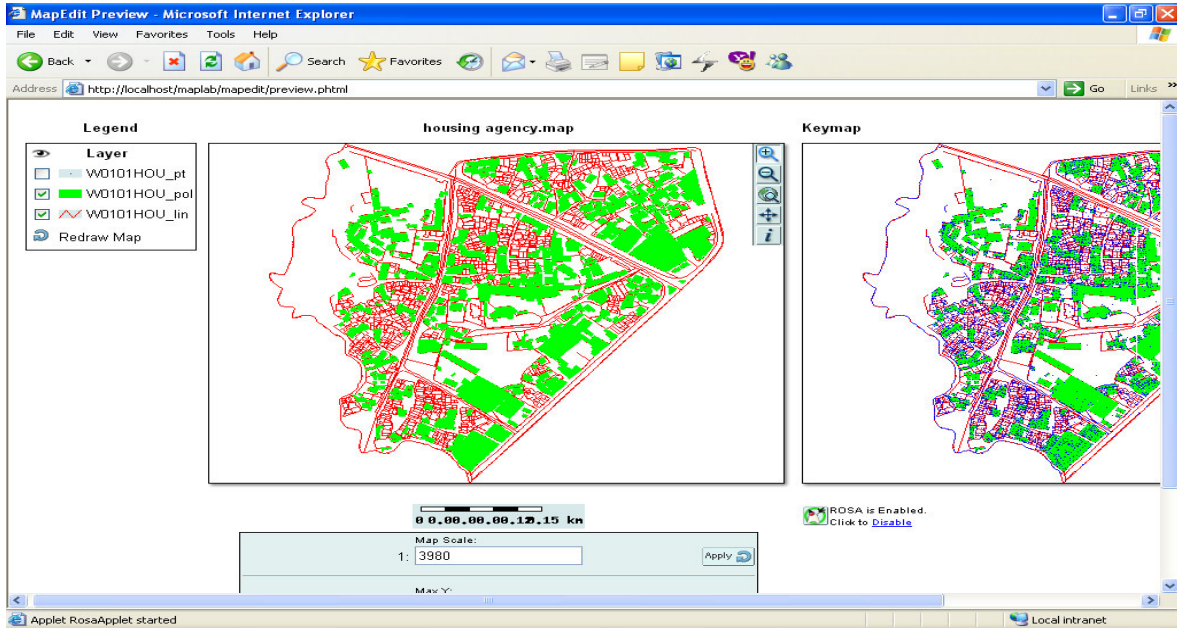 MapEdit Preview - Microsoft Internet Explorer
File Edit View Favorites Tools Help
Back Search Favorites
Address http://localhost/maplab/mapedit/preview.phtml Go Links »
Legend housing agency.map Keymap
Layer
W0101HOU_pt
W0101HOU_pol
W0101HOU_lin
Redraw Map
i
km
ROSA is Enabled.
Click to Disable
Map Scale:
1: 3980 Apply
Max Y:
Applet RosaApplet started Local intranet